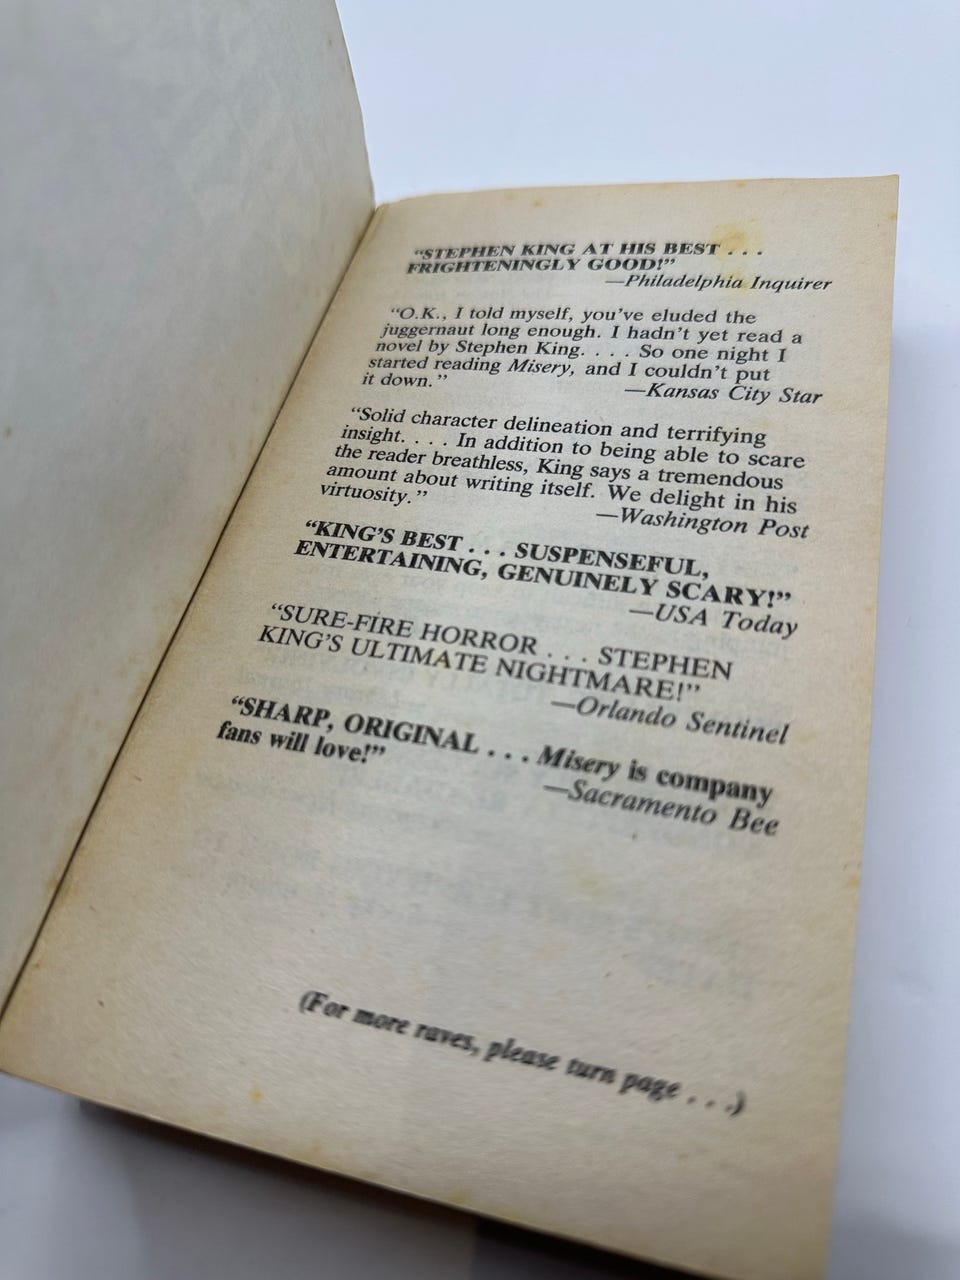 “STEPHEN KING AT HIS BEST . . .
FRIGHTENINGLY GOOD!”
—Philadelphia Inquirer
“O.K., I told myself, you’ve eluded the
juggernaut long enough. I hadn’t yet read a
novel by Stephen King. . . . So one night I
started reading Misery, and I couldn’t put
it down.” —Kansas City Star
“Solid character delineation and terrifying
insight. . . . In addition to being able to scare
the reader breathless, King says a tremendous
amount about writing itself. We delight in his
virtuosity.” —Washington Post
“KING’S BEST . . . SUSPENSEFUL,
ENTERTAINING, GENUINELY SCARY!”
—USA Today
“SURE-FIRE HORROR . . . STEPHEN
KING’S ULTIMATE NIGHTMARE!”
—Orlando Sentinel
“SHARP, ORIGINAL . . . Misery is company
fans will love!”
—Sacramento Bee
(For more raves, please turn page . . .)